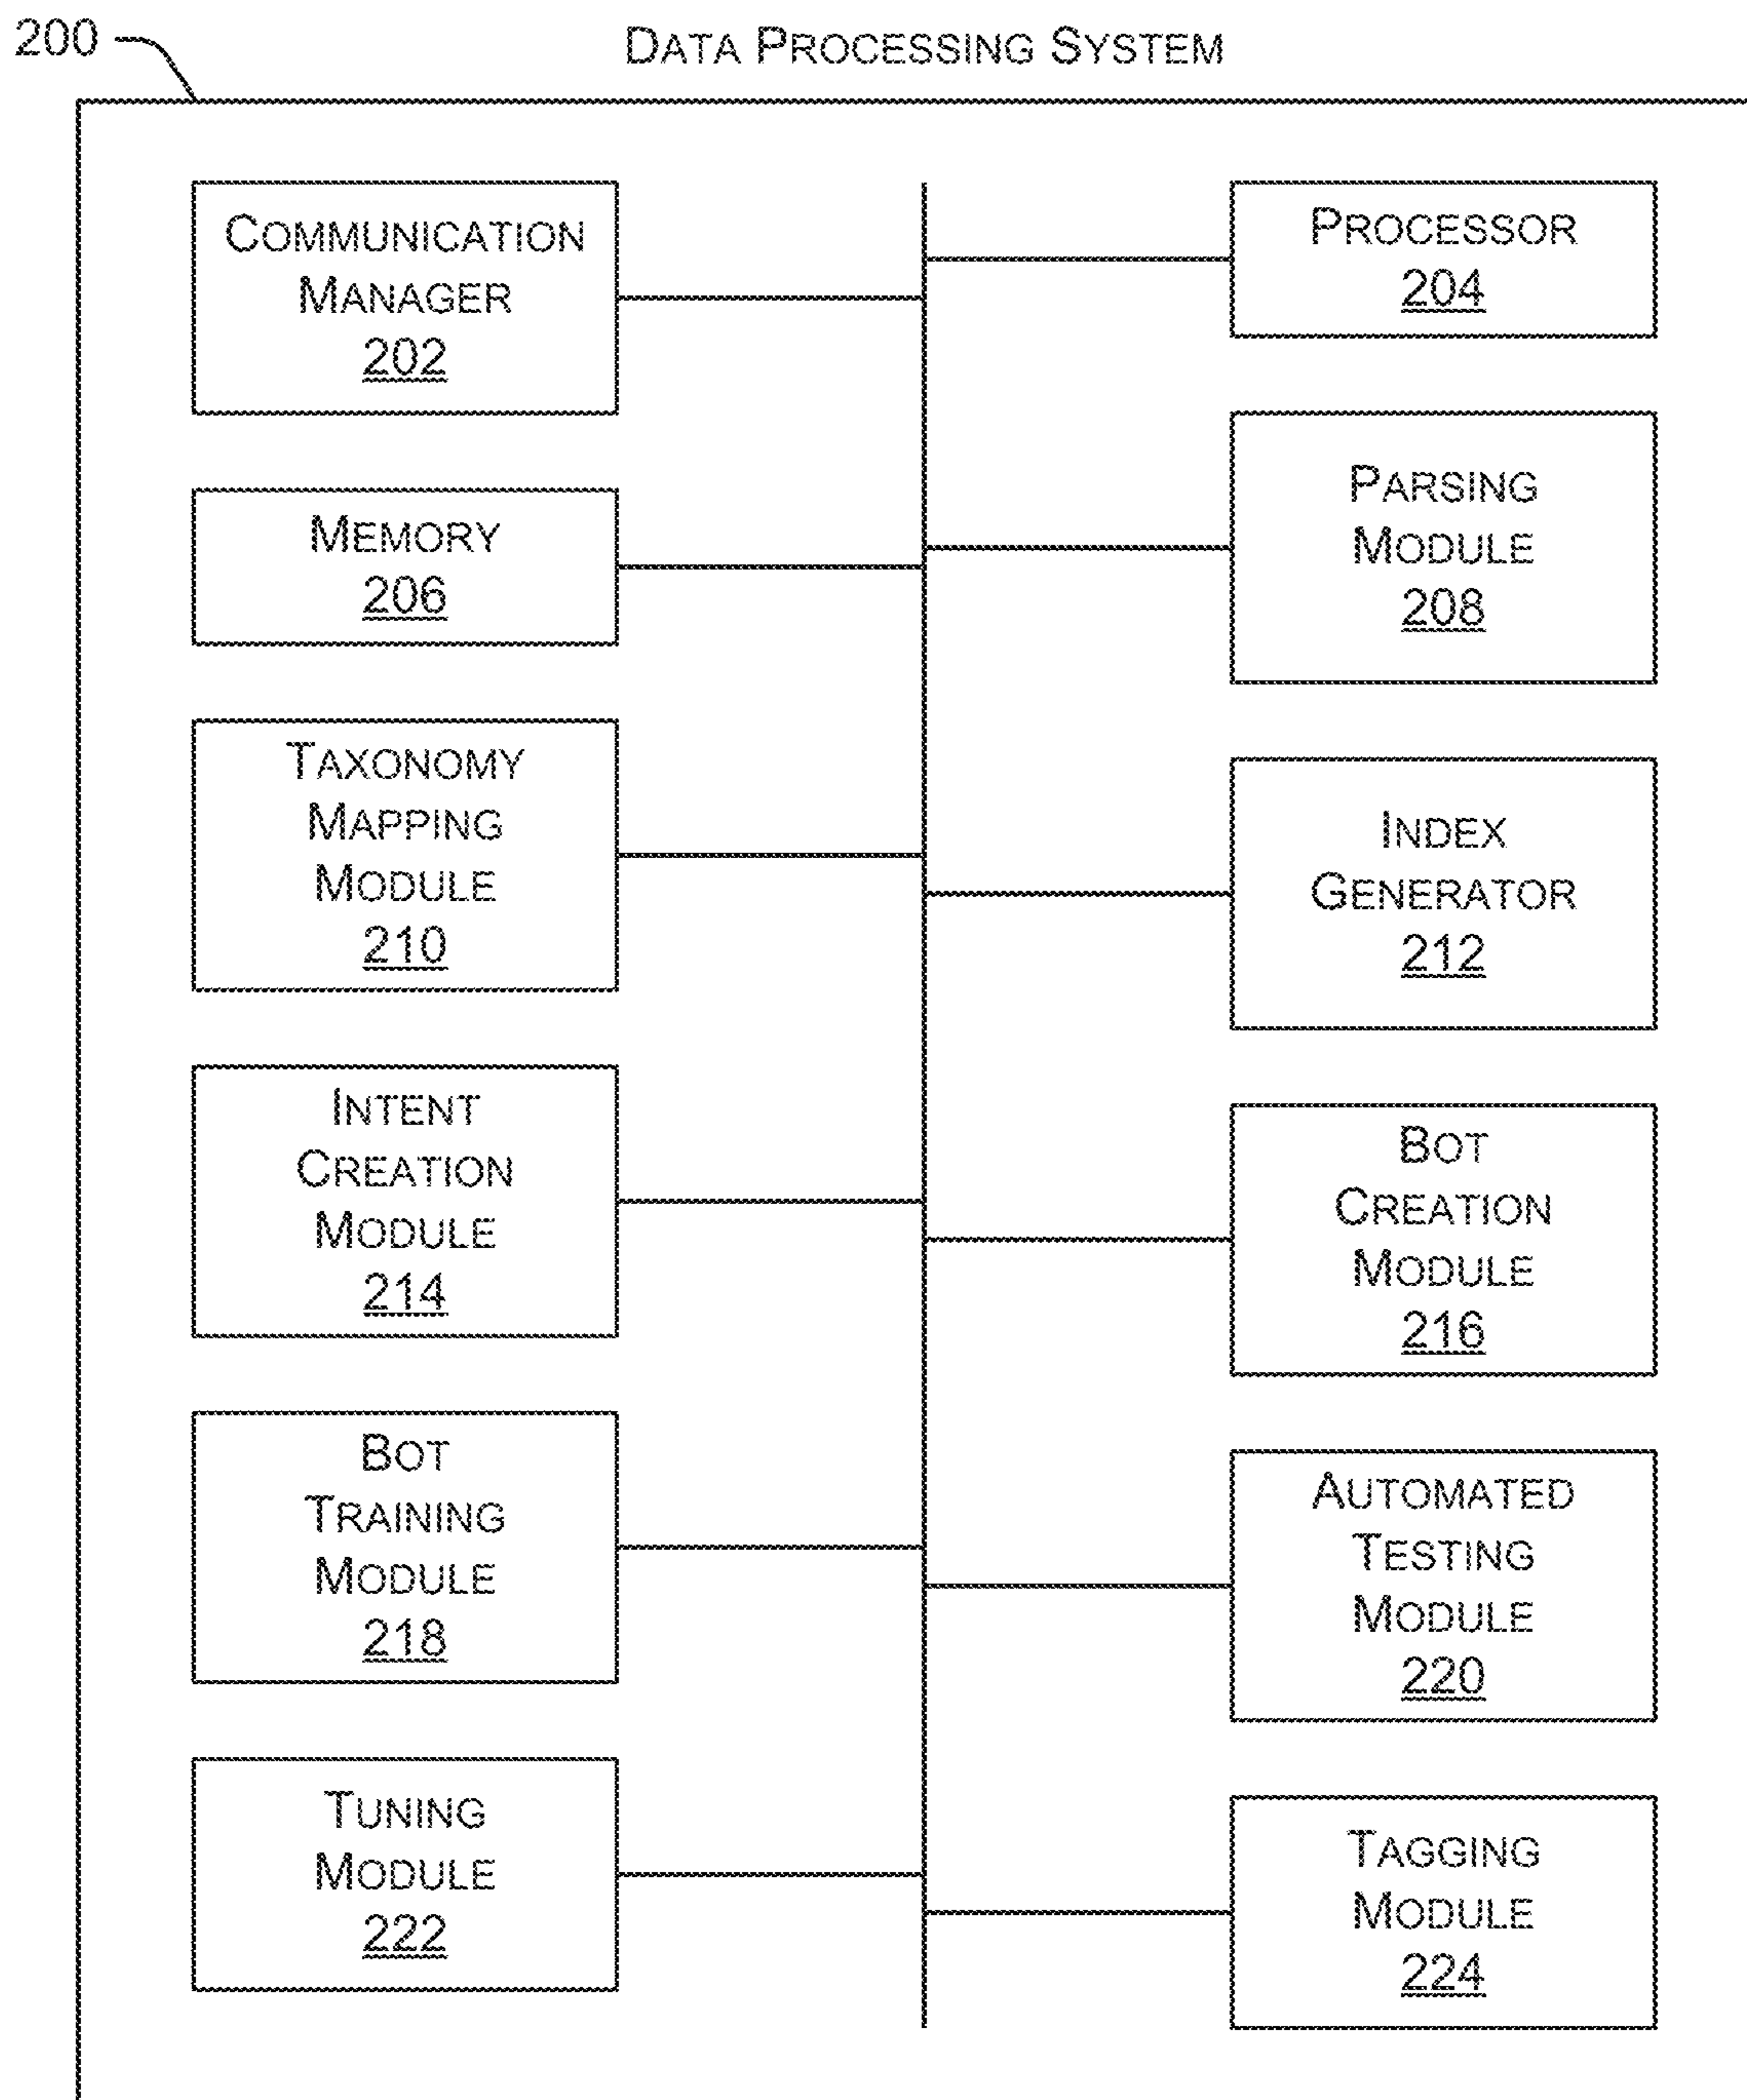 200
DATA PROCESSING SYSTEM
COMMUNICATION
MANAGER
202
PROCESSOR
204
MEMORY
206
PARSING
MODULE
208
TAXONOMY
MAPPING
MODULE
210
INDEX
GENERATOR
212
INTENT
CREATION
MODULE
214
BOT
CREATION
MODULE
216
BOT
TRAINING
MODULE
218
AUTOMATED
TESTING
MODULE
220
TUNING
MODULE
222
TAGGING
MODULE
224